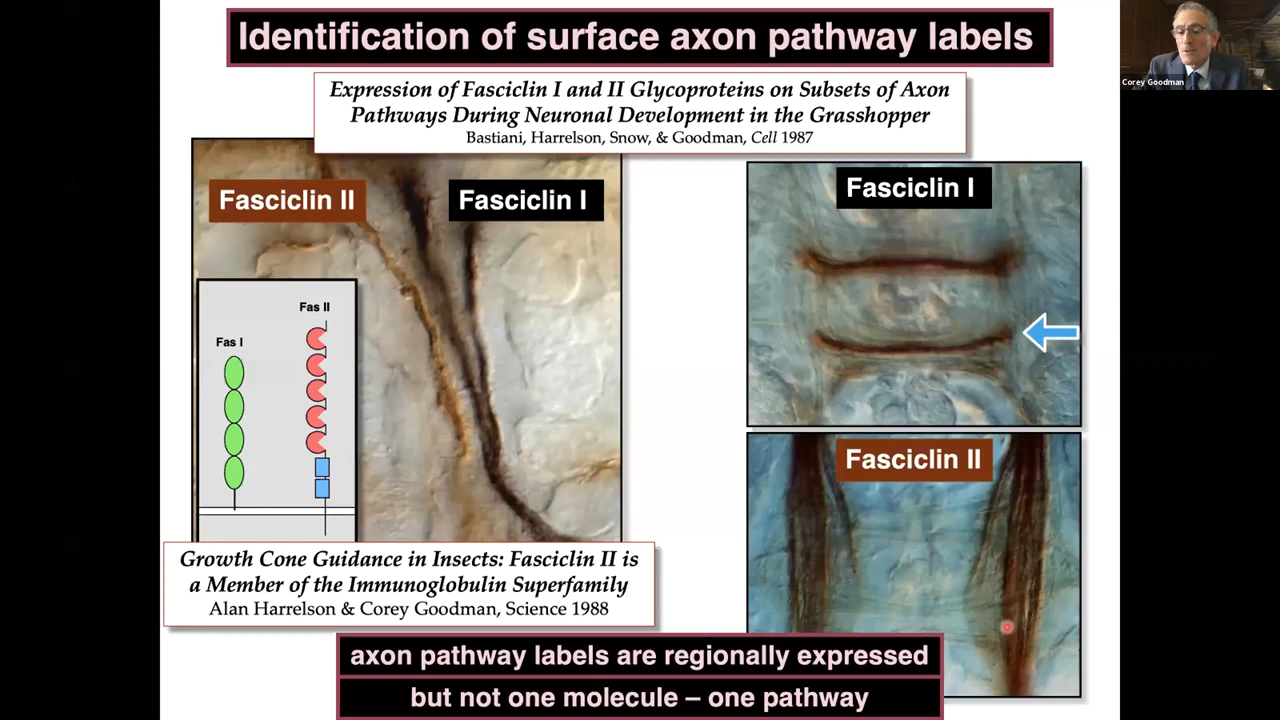 Identification of surface axon pathway labels
Corey Goodman
Expression of Fasciclin I and II Glycoproteins on Subsets of Axon
Pathways During Neuronal Development in the Grasshopper
Bastiani, Harrelson, Snow, & Goodman, Cell 1987
Fasciclin II
Fasciclin I
Fas II
Fas I
Fasciclin I
Fasciclin II
Growth Cone Guidance in Insects: Fasciclin II is
a Member of the Immunoglobulin Superfamily
Alan Harrelson & Corey Goodman, Science 1988
axon pathway labels are regionally expressed
but not one molecule – one pathway